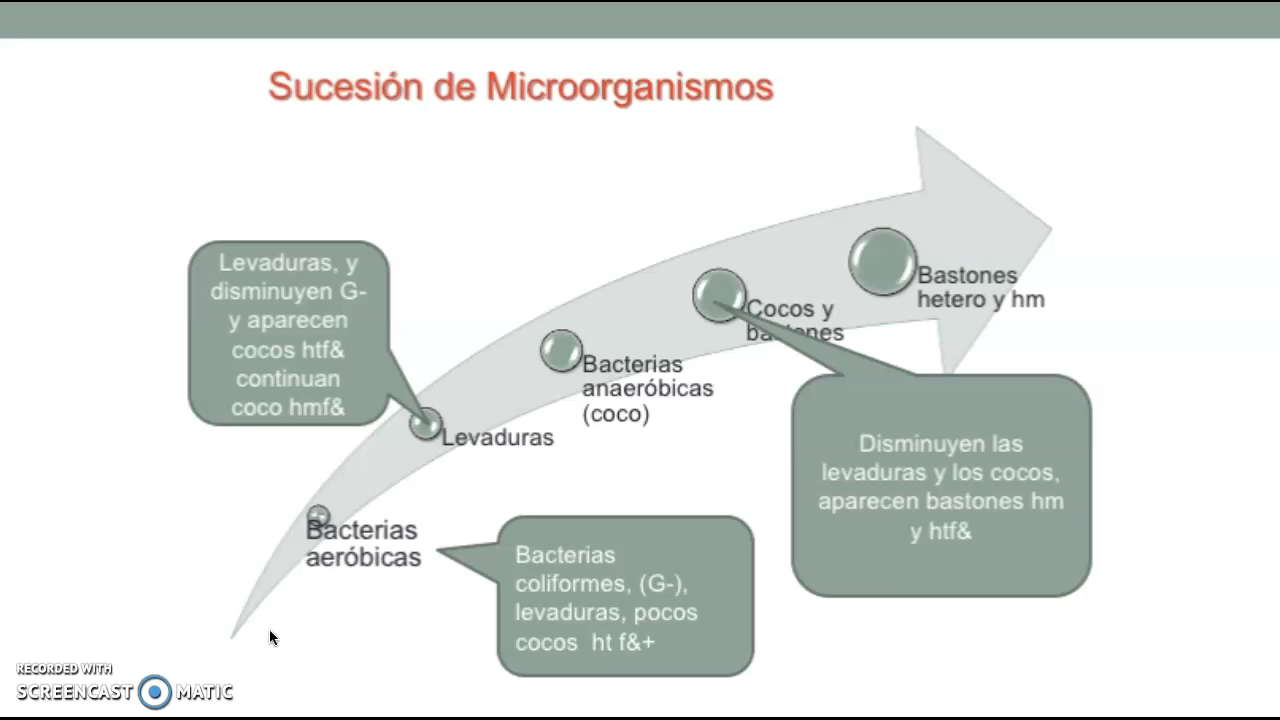 Sucesión de Microorganismos
Levaduras, y
disminuyen G-
y aparecen
cocos htf&
continuan
coco hmf&
Bastones
hetero y hm
Cocos y
bastones
Bacterias
anaeróbicas
(coco)
Levaduras
Disminuyen las
levaduras y los cocos,
aparecen bastones hm
y htf&
Bacterias
aeróbicas
Bacterias
coliformes, (G-),
levaduras, pocos
cocos ht f&+
RECORDED WITH
SCREENCAST MATIC